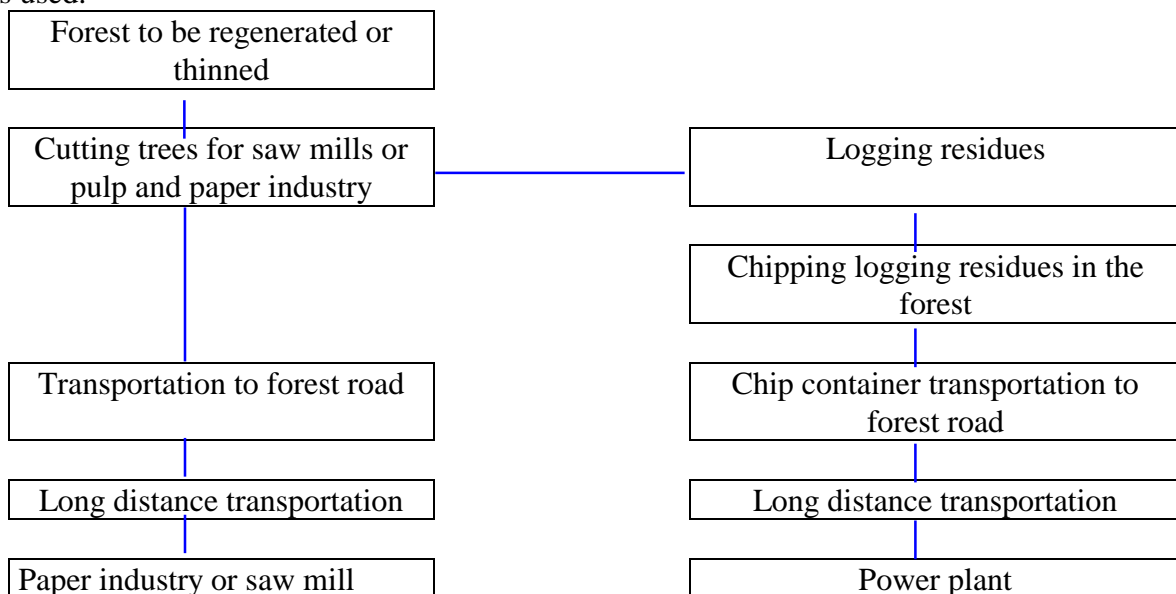 s used.
Forest to be regenerated or
thinned
Cutting trees for saw mills or
pulp and paper industry
Logging residues
Chipping logging residues in the
forest
Transportation to forest road
Chip container transportation to
forest road
Long distance transportation
Long distance transportation
Paper industry or saw mill
Power plant